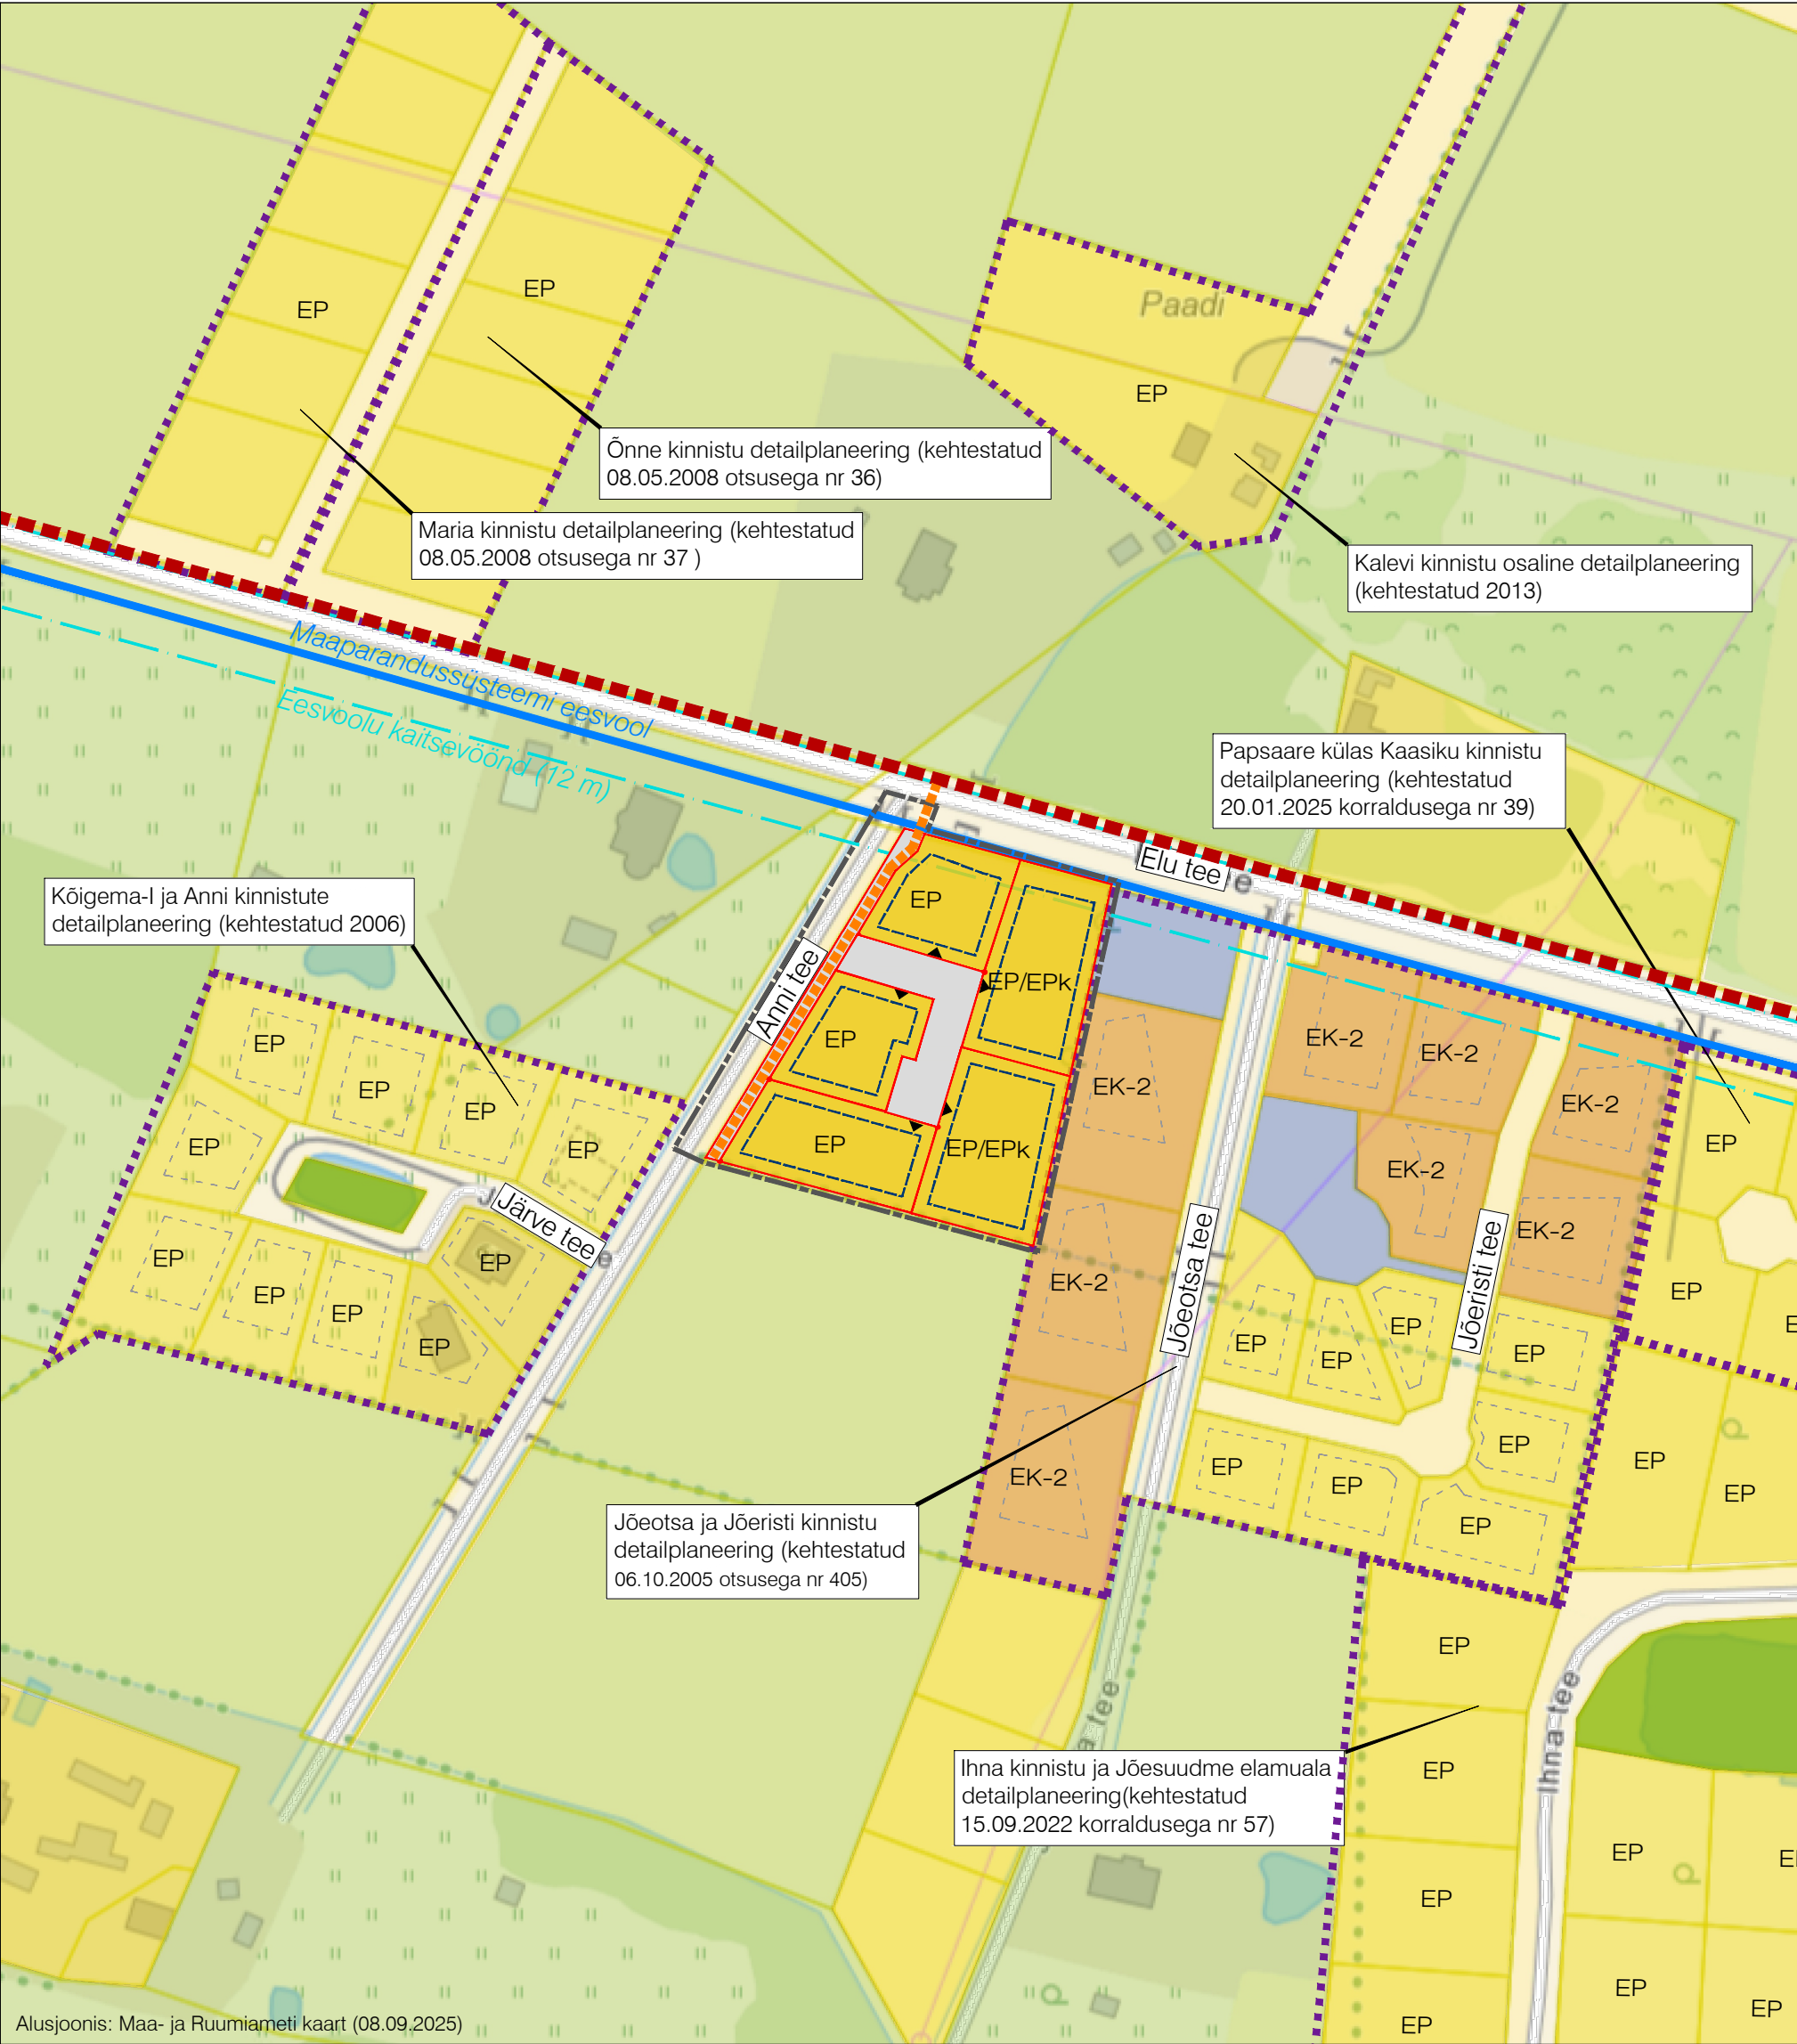 EP
EP
Paadi
EP
Õnne kinnistu detailplaneering (kehtestatud
08.05.2008 otsusega nr 36)
Maria kinnistu detailplaneering (kehtestatud
08.05.2008 otsusega nr 37 )
Kalevi kinnistu osaline detailplaneering
(kehtestatud 2013)
Maaparandussüsteemi eesvool
Eesvoolu kaitsevöönd (12 m)
Papsaare külas Kaasiku kinnistu
detailplaneering (kehtestatud
20.01.2025 korraldusega nr 39)
Elu tee
Kõigema-I ja Anni kinnistute
detailplaneering (kehtestatud 2006)
Anni tee
EP
EP/EPk
EP
EP
EP/EPk
EP
EP
EP
EP
EP
Järve tee
EP
EP
EP
EP
EP
EK-2
EK-2
EK-2
EK-2
EK-2
EK-2
EK-2
EK-2
Jõeotsa tee
Jõeristi tee
EP
EP
EP
EP
EP
EP
EP
EP
EP
EP
EP
EP
EP
Jõeotsa ja Jõeristi kinnistu
detailplaneering (kehtestatud
06.10.2005 otsusega nr 405)
EP
Ihna tee
a tee
Ihna kinnistu ja Jõesuudme elamuala
detailplaneering(kehtestatud
15.09.2022 korraldusega nr 57)
EP
EP
EP
EP
EP
EP
Alusjoonis: Maa- ja Ruumiameti kaart (08.09.2025)